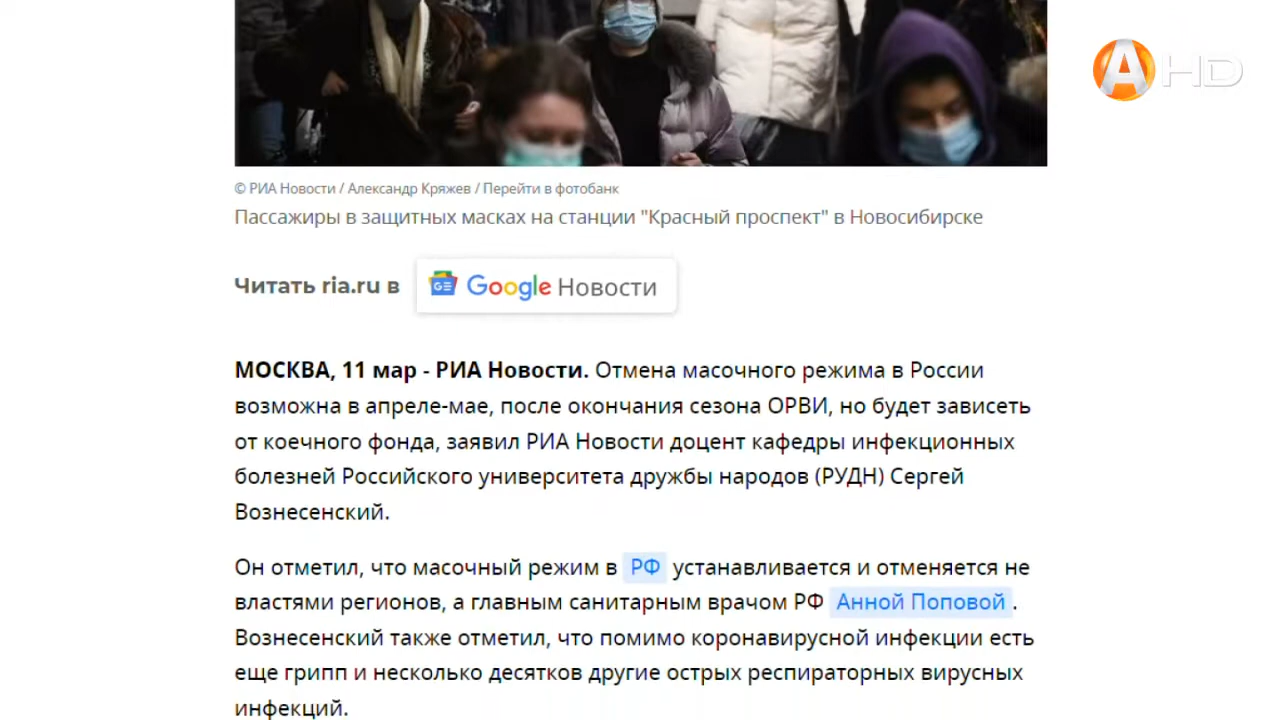 АHD
© РИА Новости / Александр Кряжев / Перейти в фотобанк
Пассажиры в защитных масках на станции "Красный проспект" в Новосибирске
Читать ria.ru в GE Google Новости
МОСКВА, 11 мар - РИА Новости. Отмена масочного режима в России
возможна в апреле-мае, после окончания сезона ОРВИ, но будет зависеть
от коечного фонда, заявил РИА Новости доцент кафедры инфекционных
болезней Российского университета дружбы народов (РУДН) Сергей
Вознесенский.
Он отметил, что масочный режим в РФ устанавливается и отменяется не
властями регионов, а главным санитарным врачом РФ Анной Поповой.
Вознесенский также отметил, что помимо коронавирусной инфекции есть
еще грипп и несколько десятков другие острых респираторных вирусных
инфекций.